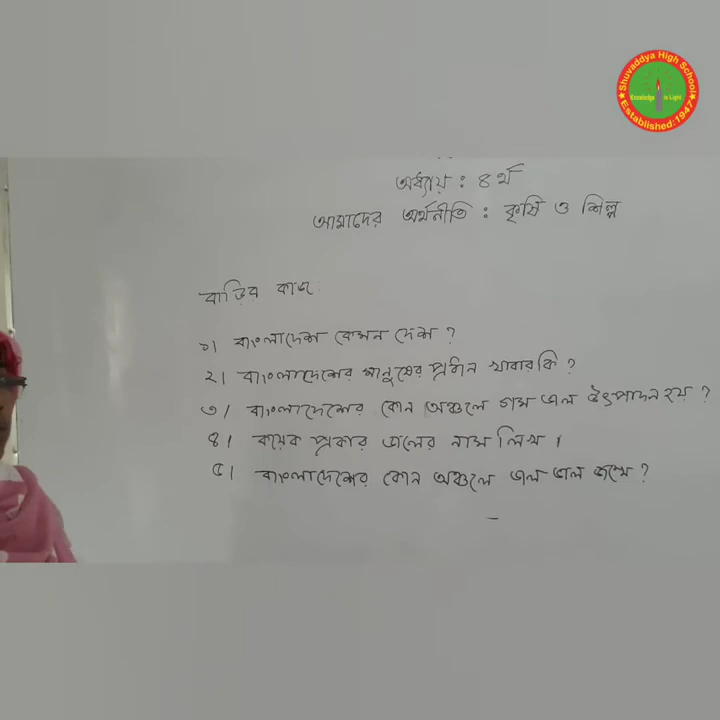 Shuvaddya High School
Knowledge is Light
Established:1947
অধ্যায় : ৪র্থ
আমাদের অর্থনীতি : কৃষি ও শিল্প
বাড়ির কাজ:
১। বাংলাদেশ কেমন দেশ ?
২। বাংলাদেশের মানুষের প্রধান খাবার কি ?
৩। বাংলাদেশের কোন অঞ্চলে গম ভাল উৎপাদন হয় ?
৪। কয়েক প্রকার ডালের নাম লিখ ।
৫। বাংলাদেশের কোন অঞ্চলে ডাল ভাল জন্মে ?